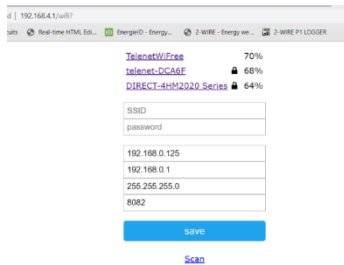 d | 192.168.4.1/wifi?
Real-time HTML Edi... EnergieID - Energy... 2-WIRE - Energy we... 2-WIRE P1 LOGGER
TelenetWiFree 70%
telenet-DCA6F 68%
DIRECT-4HM2020 Series 64%
SSID
password
192.168.0.125
192.168.0.1
255.255.255.0
8082
save
Scan